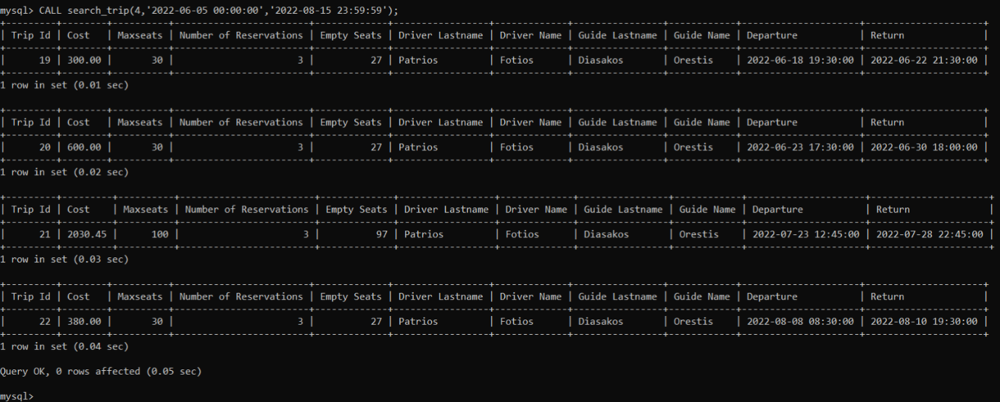 mysql> CALL search_trip(4,'2022-06-05 00:00:00','2022-08-15 23:59:59');
| Trip Id | Cost | Maxseats | Number of Reservations | Empty Seats | Driver Lastname | Driver Name | Guide Lastname | Guide Name | Departure | Return |
| 19 | 300.00 | 30 | 3 | 27 | Patrios | Fotios | Diasakos | Orestis | 2022-06-18 19:30:00 | 2022-06-22 21:30:00 |
1 row in set (0.01 sec)
| Trip Id | Cost | Maxseats | Number of Reservations | Empty Seats | Driver Lastname | Driver Name | Guide Lastname | Guide Name | Departure | Return |
| 20 | 600.00 | 30 | 3 | 27 | Patrios | Fotios | Diasakos | Orestis | 2022-06-23 17:30:00 | 2022-06-30 18:00:00 |
1 row in set (0.02 sec)
| Trip Id | Cost | Maxseats | Number of Reservations | Empty Seats | Driver Lastname | Driver Name | Guide Lastname | Guide Name | Departure | Return |
| 21 | 2030.45 | 100 | 3 | 97 | Patrios | Fotios | Diasakos | Orestis | 2022-07-23 12:45:00 | 2022-07-28 22:45:00 |
1 row in set (0.03 sec)
| Trip Id | Cost | Maxseats | Number of Reservations | Empty Seats | Driver Lastname | Driver Name | Guide Lastname | Guide Name | Departure | Return |
| 22 | 380.00 | 30 | 3 | 27 | Patrios | Fotios | Diasakos | Orestis | 2022-08-08 08:30:00 | 2022-08-10 19:30:00 |
1 row in set (0.04 sec)
Query OK, 0 rows affected (0.05 sec)
mysql>